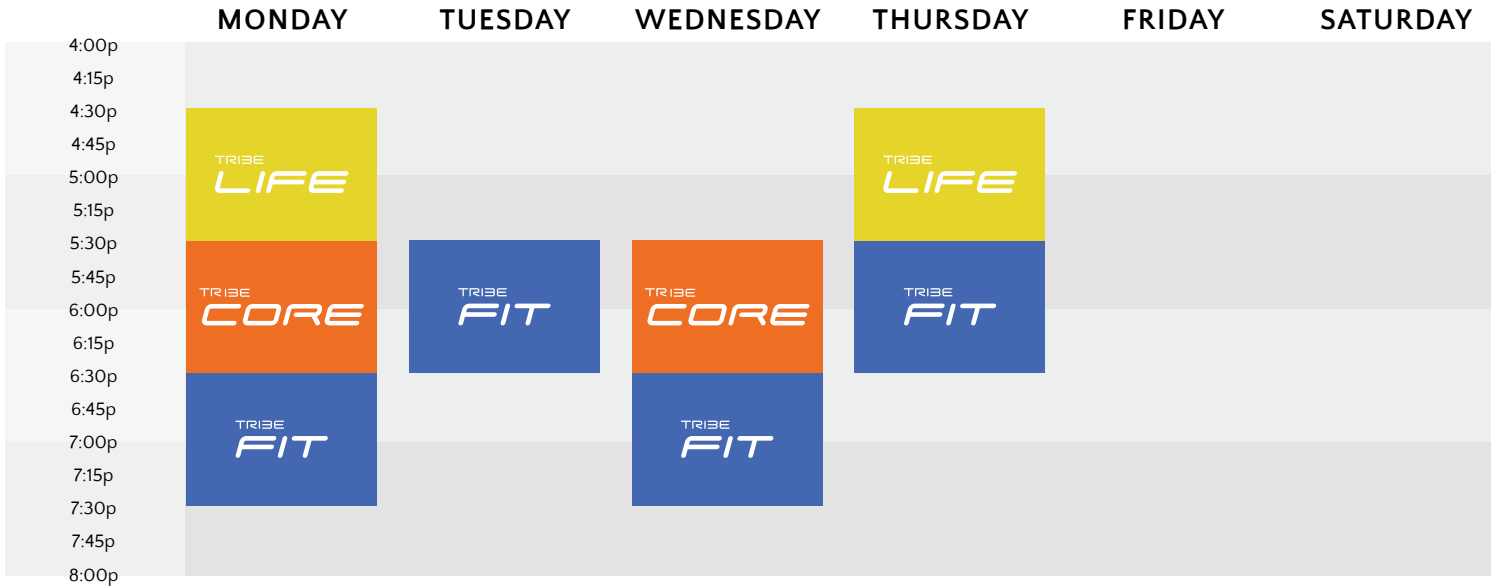 MONDAY TUESDAY WEDNESDAY THURSDAY FRIDAY SATURDAY
4:00p
4:15p
4:30p
4:45p
TRIBE TRIBE
5:00p
LIFE LIFE
5:15p
5:30p
5:45p
TRIBE TRIBE TRIBE TRIBE
6:00p
CORE FIT CORE FIT
6:15p
6:30p
6:45p
TRIBE TRIBE
7:00p
FIT FIT
7:15p
7:30p
7:45p
8:00p